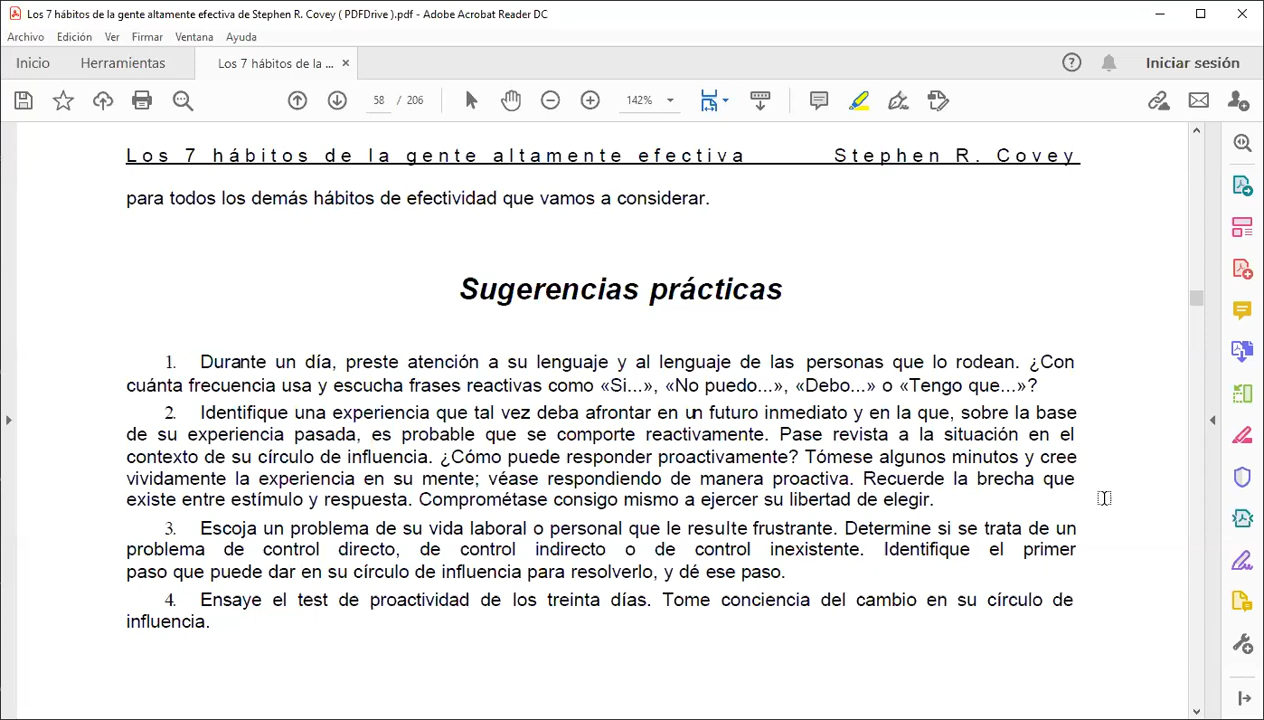 Los 7 hábitos de la gente altamente efectiva de Stephen R. Covey ( PDFDrive ).pdf - Adobe Acrobat Reader DC
Archivo Edición Ver Firmar Ventana Ayuda
Inicio Herramientas Los 7 hábitos de la ... × Iniciar sesión
58 / 206 142%
Los 7 hábitos de la gente altamente efectiva Stephen R. Covey
para todos los demás hábitos de efectividad que vamos a considerar.
Sugerencias prácticas
1. Durante un día, preste atención a su lenguaje y al lenguaje de las personas que lo rodean. ¿Con
cuánta frecuencia usa y escucha frases reactivas como «Si...», «No puedo...», «Debo...» o «Tengo que...»?
2. Identifique una experiencia que tal vez deba afrontar en un futuro inmediato y en la que, sobre la base
de su experiencia pasada, es probable que se comporte reactivamente. Pase revista a la situación en el
contexto de su círculo de influencia. ¿Cómo puede responder proactivamente? Tómese algunos minutos y cree
vividamente la experiencia en su mente; véase respondiendo de manera proactiva. Recuerde la brecha que
existe entre estímulo y respuesta. Comprométase consigo mismo a ejercer su libertad de elegir.
3. Escoja un problema de su vida laboral o personal que le resulte frustrante. Determine si se trata de un
problema de control directo, de control indirecto o de control inexistente. Identifique el primer
paso que puede dar en su círculo de influencia para resolverlo, y dé ese paso.
4. Ensaye el test de proactividad de los treinta días. Tome conciencia del cambio en su círculo de
influencia.